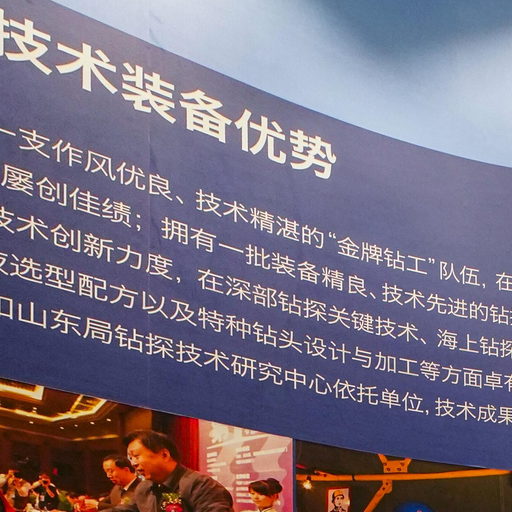 技术装备优势
一支作风优良、技术精湛的“金牌钻工”队伍，在
屡创佳绩；拥有一批装备精良、技术先进的钻
技术创新力度，在深部钻探关键技术、海上钻探
选型配方以及特种钻头设计与加工等方面卓有
山东局钻探技术研究中心依托单位，技术成果